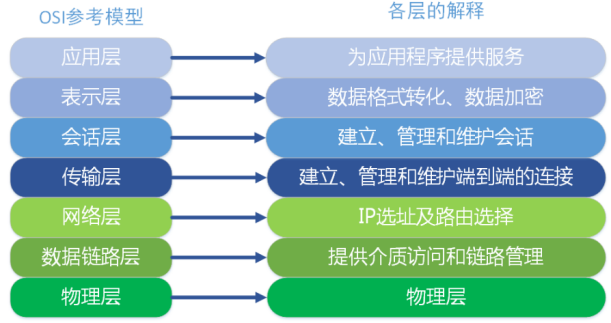 OSI参考模型
各层的解释
应用层
为应用程序提供服务
表示层
数据格式转化、数据加密
会话层
建立、管理和维护会话
传输层
建立、管理和维护端到端的连接
网络层
IP选址及路由选择
数据链路层
提供介质访问和链路管理
物理层
物理层